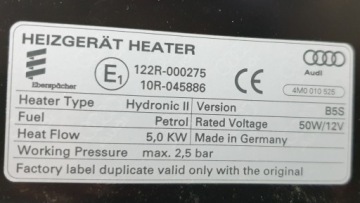 HEIZGERÄT HEATER
Eberspächer
E1
122R-000275
10R-045886
CE
Audi
4M0 010 525
Heater Type Hydronic II Version B5S
Fuel Petrol Rated Voltage 50W/12V
Heat Flow 5,0 KW Made in Germany
Working Pressure max. 2,5 bar
Factory label duplicate valid only with the original